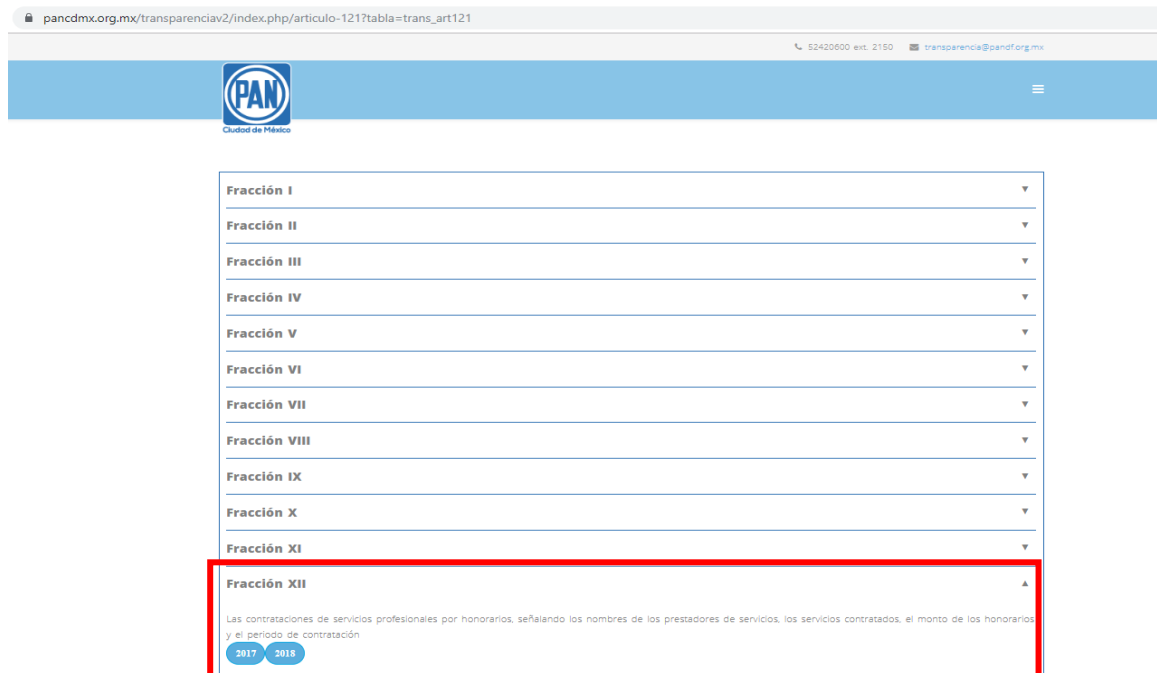 pancdmx.org.mx/transparenciav2/index.php/articulo-121?tabla=trans_art121
52420600 ext. 2150 transparencia@pandf.org.mx
PAN
Ciudad de México
Fracción I
Fracción II
Fracción III
Fracción IV
Fracción V
Fracción VI
Fracción VII
Fracción VIII
Fracción IX
Fracción X
Fracción XI
Fracción XII
Las contrataciones de servicios profesionales por honorarios, señalando los nombres de los prestadores de servicios, los servicios contratados, el monto de los honorarios
y el periodo de contratación
2017 2018